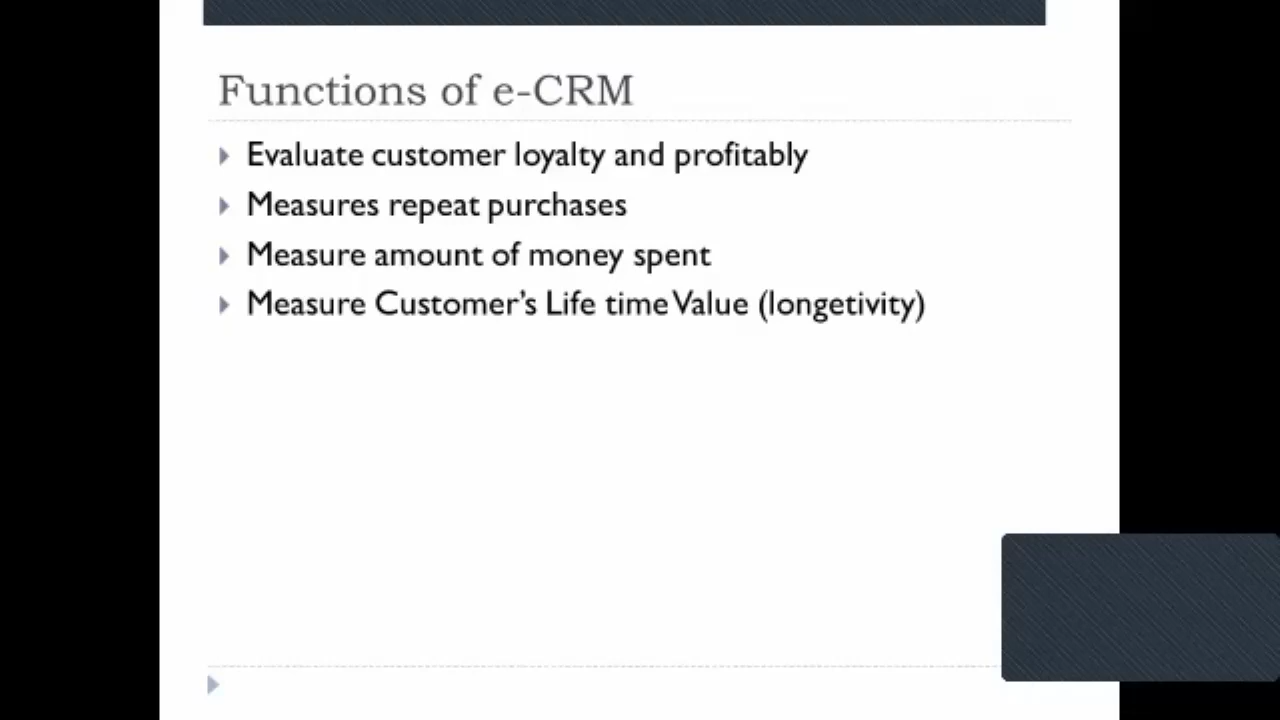 Functions of e-CRM
Evaluate customer loyalty and profitably
Measures repeat purchases
Measure amount of money spent
Measure Customer’s Life time Value (longetivity)